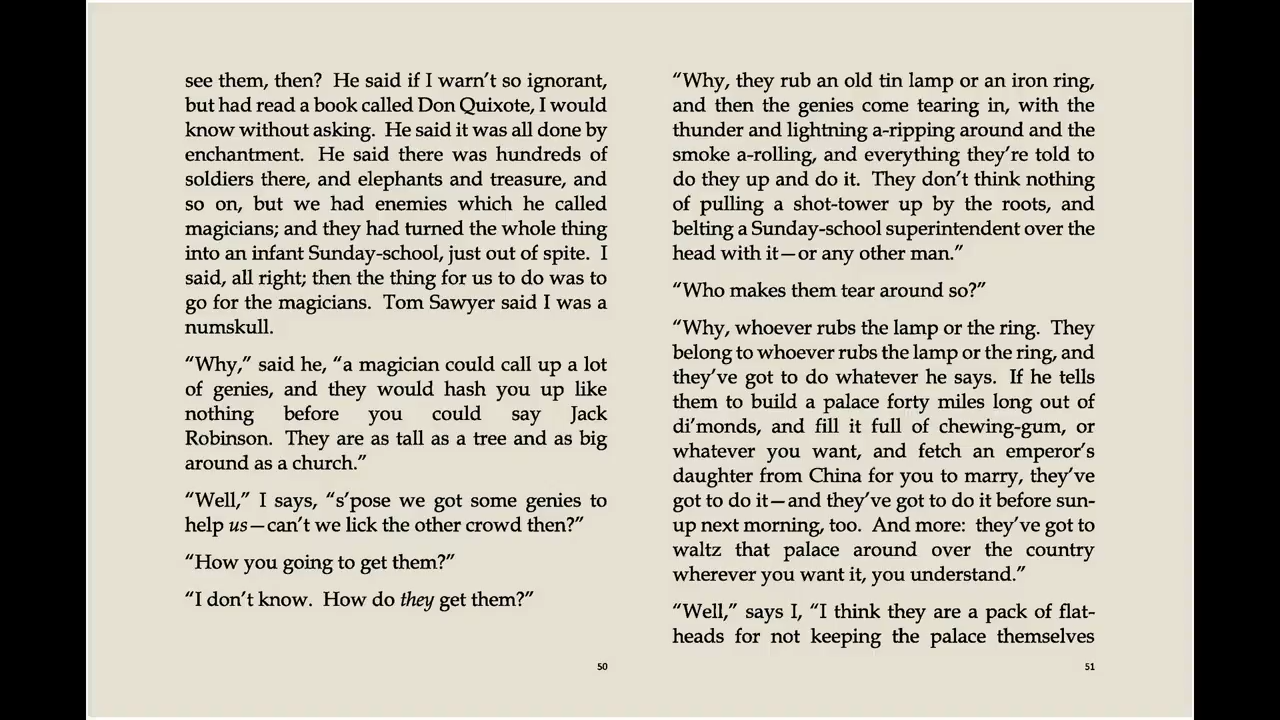 see them, then?  He said if I warn’t so ignorant,
but had read a book called Don Quixote, I would
know without asking.  He said it was all done by
enchantment.  He said there was hundreds of
soldiers there, and elephants and treasure, and
so on, but we had enemies which he called
magicians; and they had turned the whole thing
into an infant Sunday-school, just out of spite.  I
said, all right; then the thing for us to do was to
go for the magicians.  Tom Sawyer said I was a
numskull.
“Why,” said he, “a magician could call up a lot
of genies, and they would hash you up like
nothing before you could say Jack
Robinson.  They are as tall as a tree and as big
around as a church.”
“Well,” I says, “s’pose we got some genies to
help us—can’t we lick the other crowd then?”
“How you going to get them?”
“I don’t know.  How do they get them?”
50
“Why, they rub an old tin lamp or an iron ring,
and then the genies come tearing in, with the
thunder and lightning a-ripping around and the
smoke a-rolling, and everything they’re told to
do they up and do it.  They don’t think nothing
of pulling a shot-tower up by the roots, and
belting a Sunday-school superintendent over the
head with it—or any other man.”
“Who makes them tear around so?”
“Why, whoever rubs the lamp or the ring.  They
belong to whoever rubs the lamp or the ring, and
they’ve got to do whatever he says.  If he tells
them to build a palace forty miles long out of
di’monds, and fill it full of chewing-gum, or
whatever you want, and fetch an emperor’s
daughter from China for you to marry, they’ve
got to do it—and they’ve got to do it before sun-
up next morning, too.  And more:  they’ve got to
waltz that palace around over the country
wherever you want it, you understand.”
“Well,” says I, “I think they are a pack of flat-
heads for not keeping the palace themselves
51